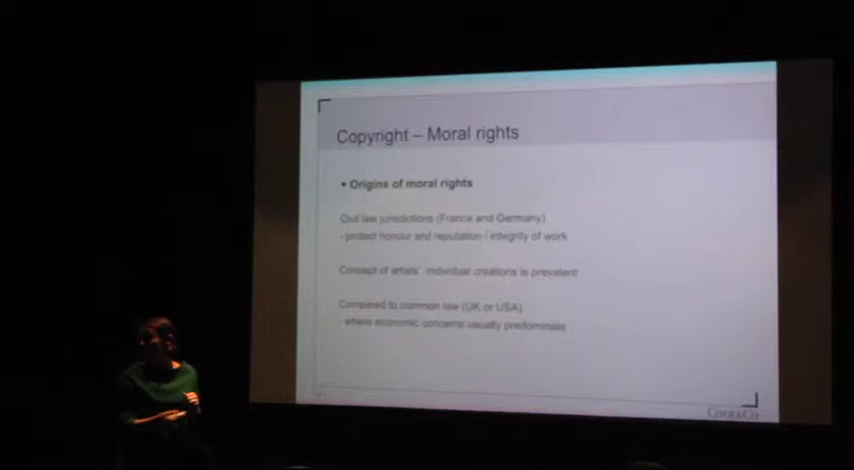 Copyright – Moral rights
• Origins of moral rights
Civil law jurisdictions (France and Germany)
- protect honour and reputation / integrity of work
Concept of artists' individual creations is prevalent
Compared to common law (UK or USA)
- where economic concerns usually predominate